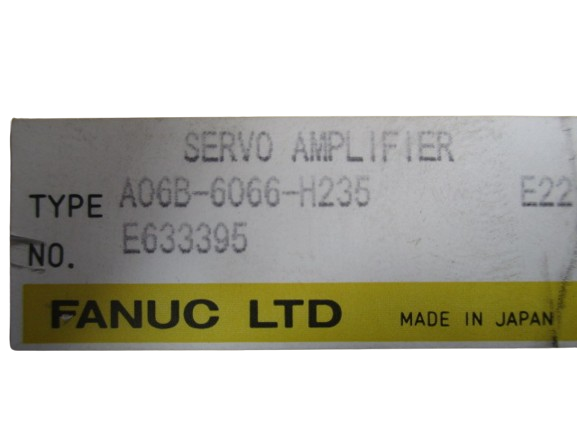 SERVO AMPLIFIER
TYPE A06B-6066-H235 E22
NO. E633395
FANUC LTD MADE IN JAPAN